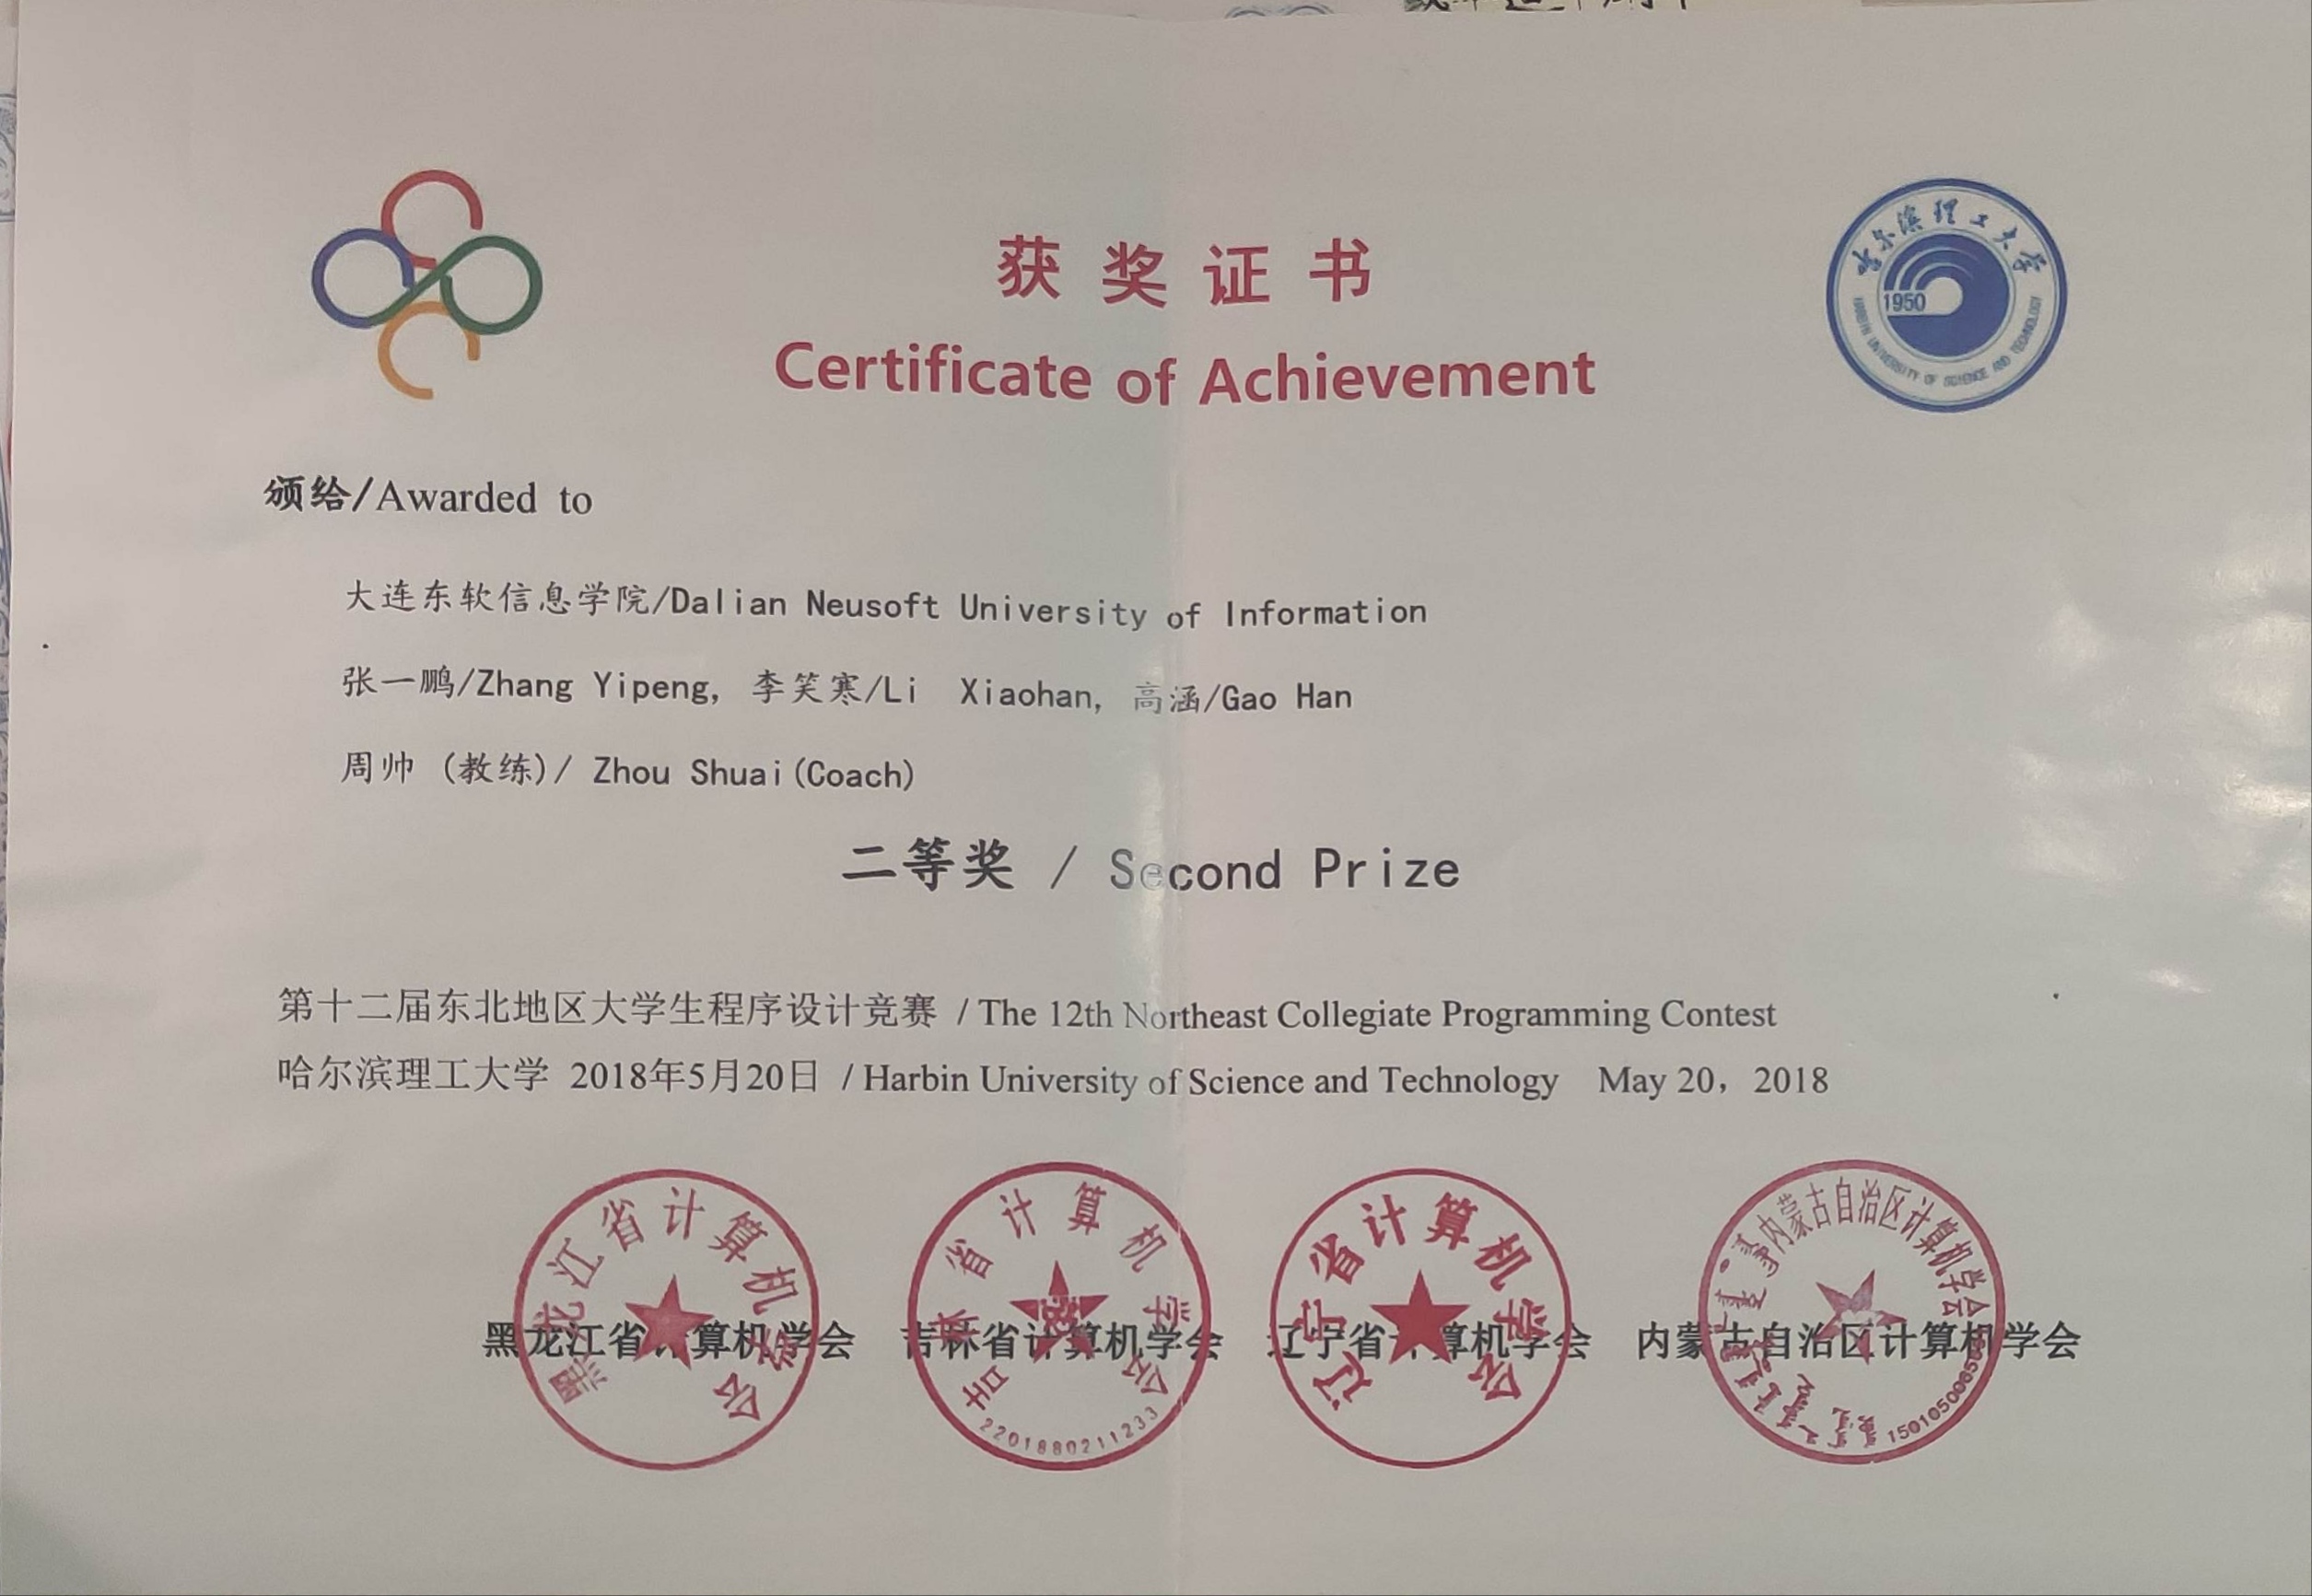 获奖证书
Certificate of Achievement
哈尔滨理工大学
1950
HARBIN UNIVERSITY OF SCIENCE AND TECHNOLOGY
颁给/Awarded to
大连东软信息学院/Dalian Neusoft University of Information
张一鹏/Zhang Yipeng, 李笑寒/Li Xiaohan, 高涵/Gao Han
周帅 (教练)/ Zhou Shuai(Coach)
二等奖 / Second Prize
第十二届东北地区大学生程序设计竞赛 / The 12th Northeast Collegiate Programming Contest
哈尔滨理工大学 2018年5月20日 / Harbin University of Science and Technology May 20, 2018
黑龙江省计算机学会
吉林省计算机学会
2201880211233
辽宁省计算机学会
内蒙古自治区计算机学会
黑龙江省计算机学会 吉林省计算机学会 辽宁省计算机学会 内蒙古自治区计算机学会